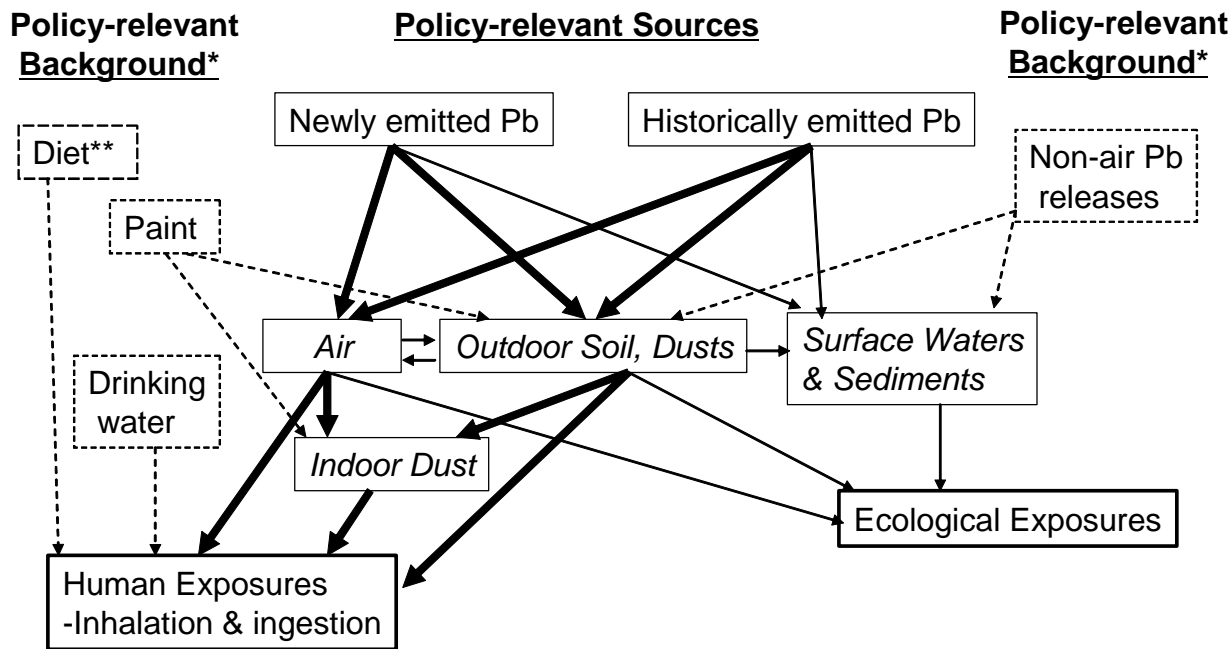 Policy-relevant
Background*
Policy-relevant Sources
Policy-relevant
Background*
Newly emitted Pb
Historically emitted Pb
Diet**
Non-air Pb
releases
Paint
Air
Outdoor Soil, Dusts
Surface Waters
& Sediments
Drinking
water
Indoor Dust
Ecological Exposures
Human Exposures
-Inhalation & ingestion